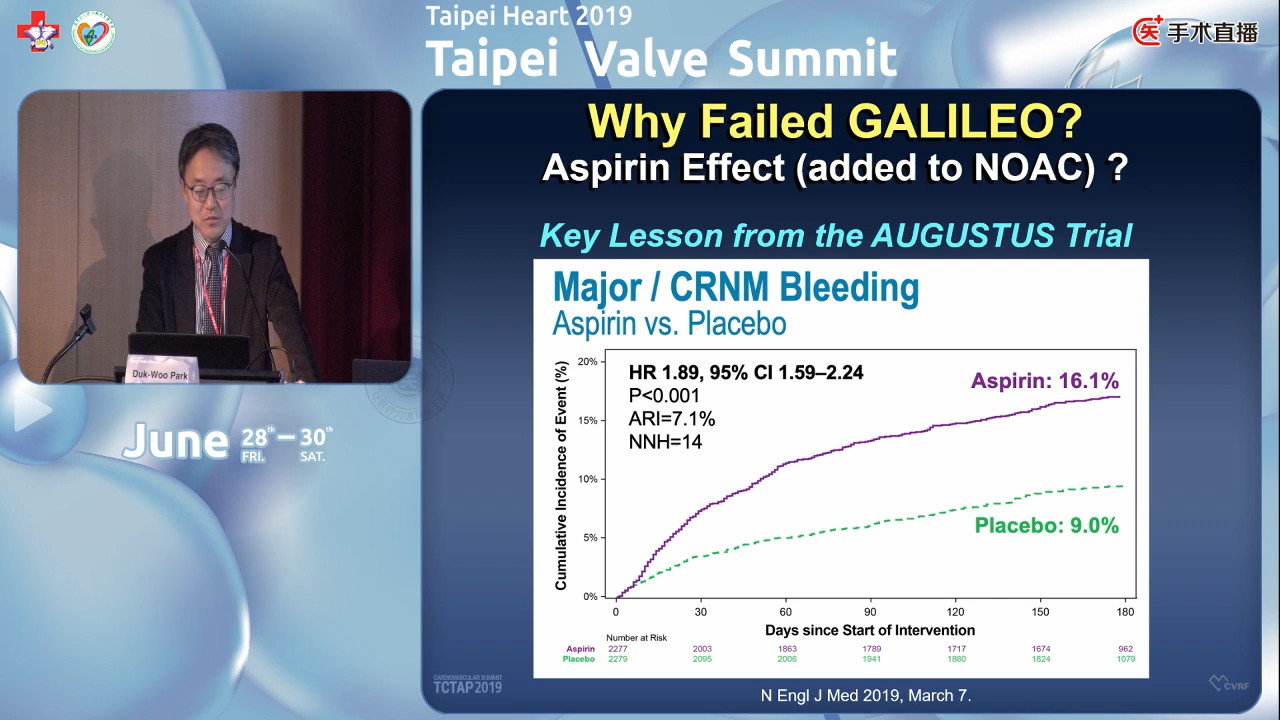 Taipei Heart 2019
Taipei Valve Summit
手术直播
Duk-Woo Park
June 28th — 30th
FRI. SAT.
Why Failed GALILEO?
Aspirin Effect (added to NOAC) ?
Key Lesson from the AUGUSTUS Trial
Major / CRNM Bleeding
Aspirin vs. Placebo
Cumulative Incidence of Event (%)
20%
15%
10%
5%
0%
HR 1.89, 95% CI 1.59–2.24
P<0.001
ARI=7.1%
NNH=14
Aspirin: 16.1%
Placebo: 9.0%
0 30 60 90 120 150 180
Days since Start of Intervention
Number at Risk
Aspirin 2277 2003 1863 1789 1717 1674 962
Placebo 2279 2095 2006 1941 1880 1824 1079
CARDIOVASCULAR SUMMIT
TCTAP2019
CVRF
N Engl J Med 2019, March 7.